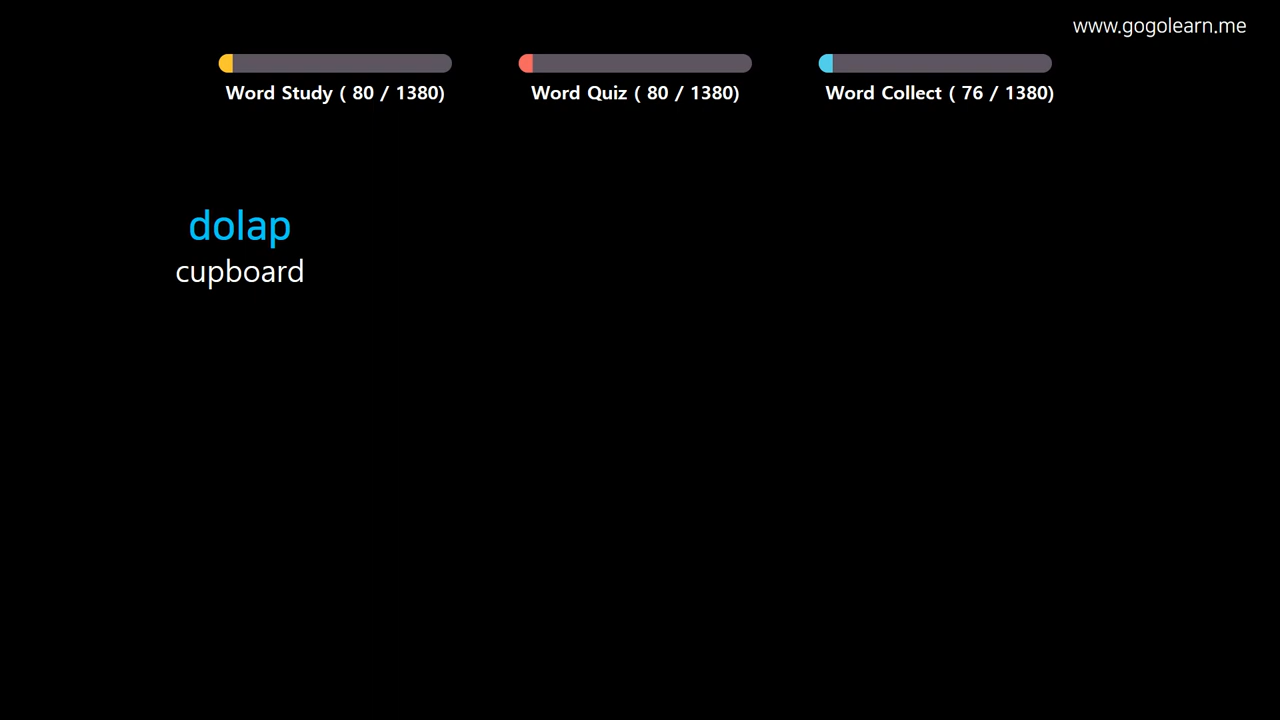 www.gogolearn.me
Word Study ( 80 / 1380)
Word Quiz ( 80 / 1380)
Word Collect ( 76 / 1380)
dolap
cupboard